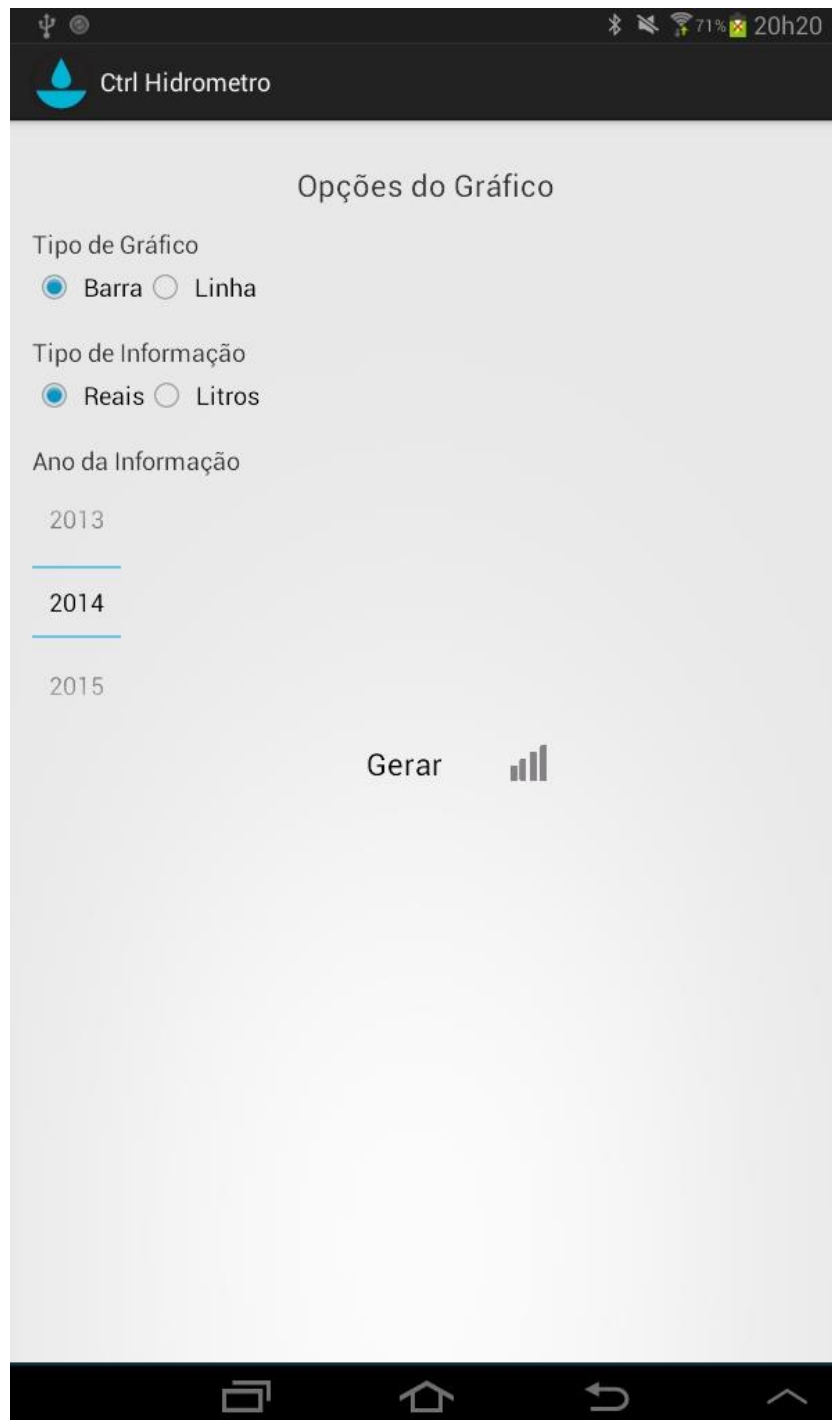 71% 20h20
Ctrl Hidrometro
Opções do Gráfico
Tipo de Gráfico
Barra Linha
Tipo de Informação
Reais Litros
Ano da Informação
2013
2014
2015
Gerar